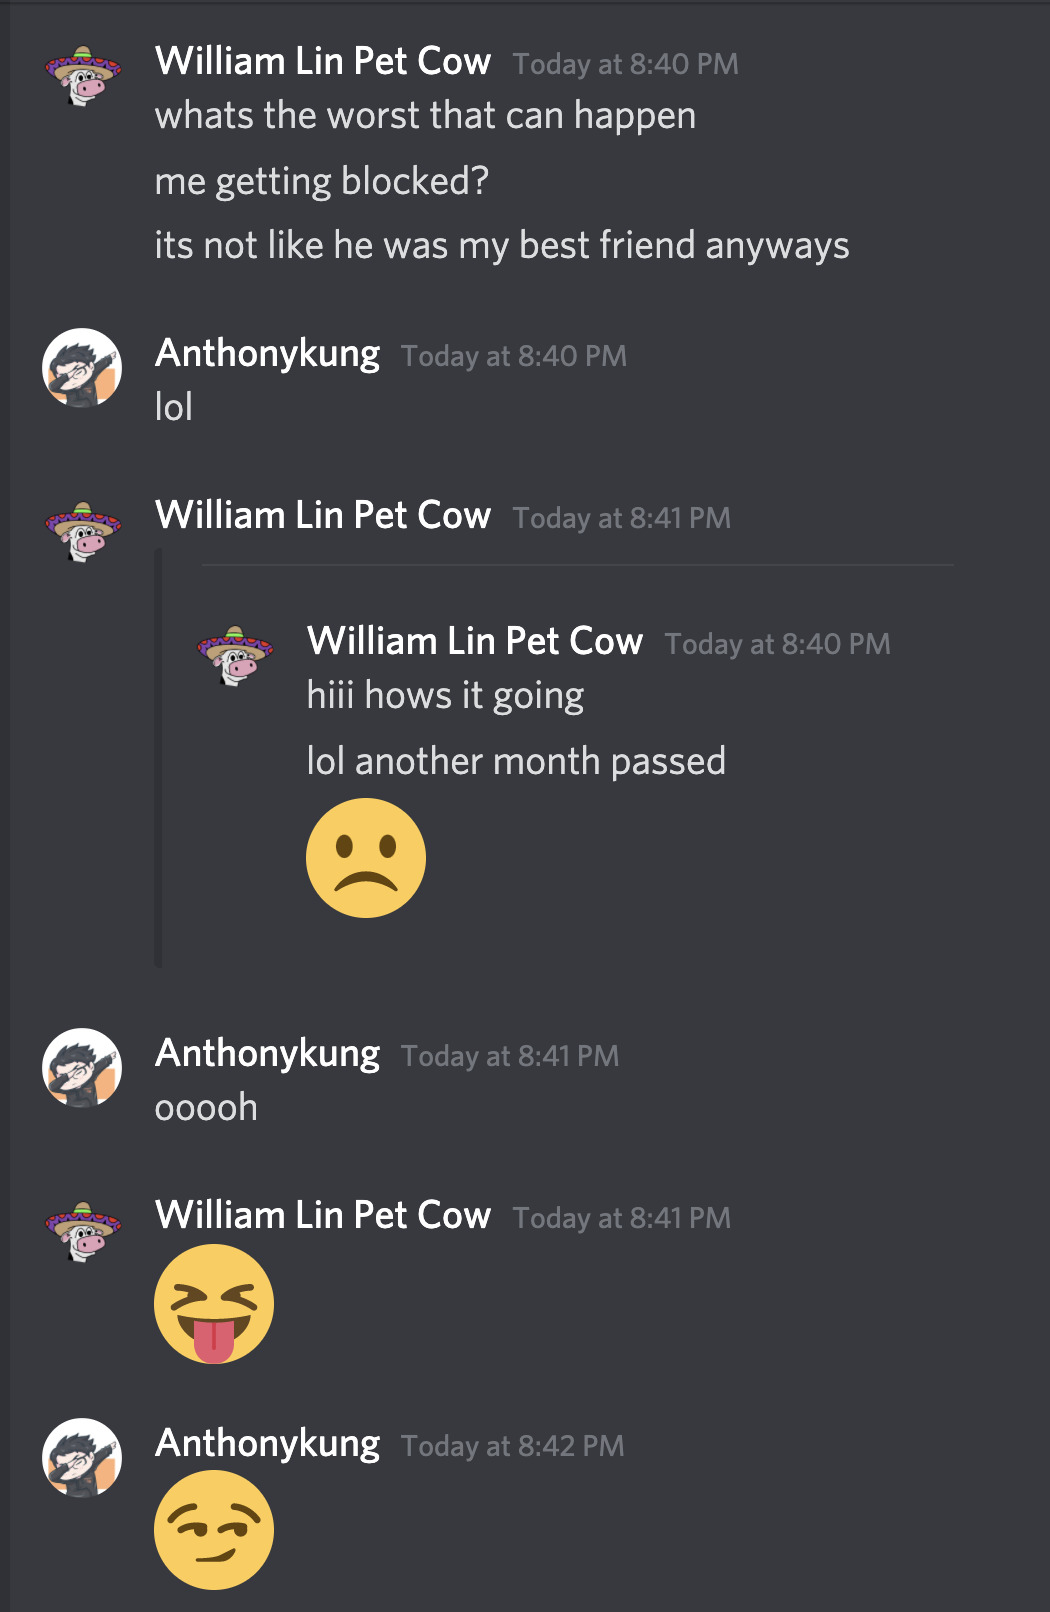 William Lin Pet Cow Today at 8:40 PM
whats the worst that can happen
me getting blocked?
its not like he was my best friend anyways
Anthonykung Today at 8:40 PM
lol
William Lin Pet Cow Today at 8:41 PM
William Lin Pet Cow Today at 8:40 PM
hiii hows it going
lol another month passed
Anthonykung Today at 8:41 PM
ooooh
William Lin Pet Cow Today at 8:41 PM
Anthonykung Today at 8:42 PM